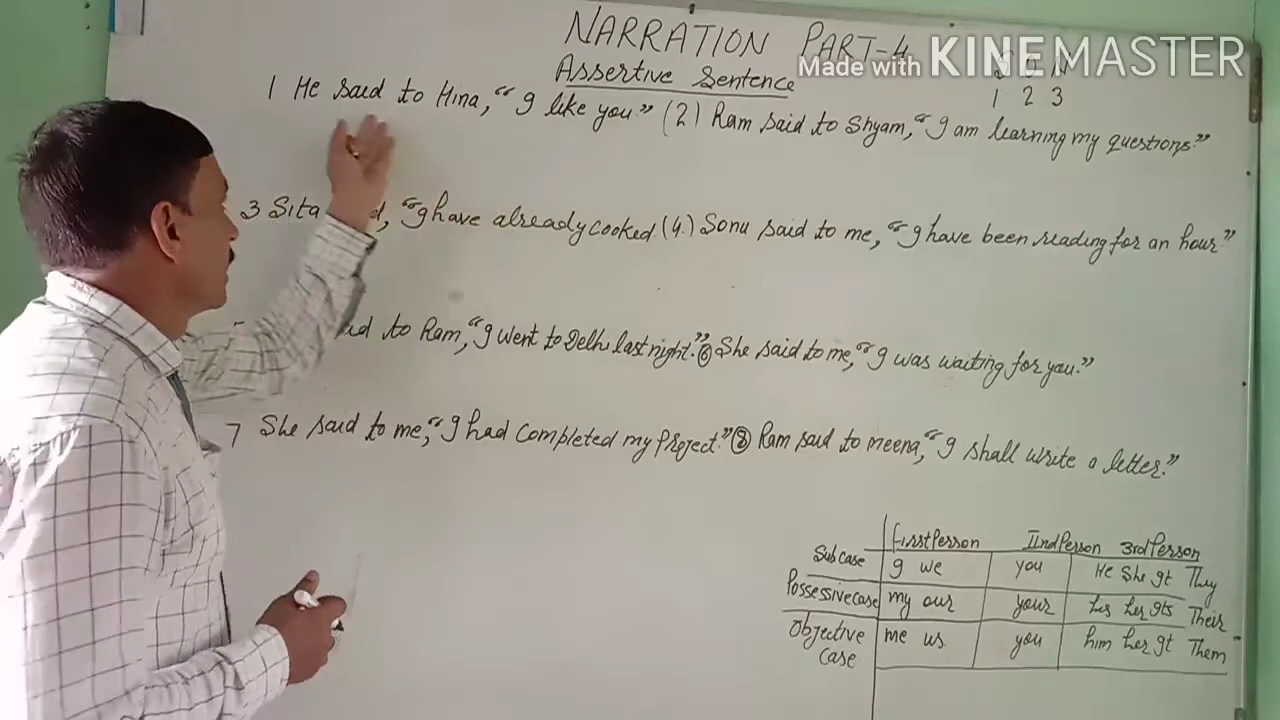 NARRATION PART-4
Made with KINEMASTER
Assertive Sentence
1 2 3
1 He said to Hina, "I like you." (2) Ram said to Shyam, "I am learning my questions."
3 Sita "I have already cooked (4.) Sonu said to me, "I have been reading for an hour"
to Ram, "I went to Delhi last night." ⑥ She said to me, "I was waiting for you."
7 She said to me, "I had completed my project." ⑧ Ram said to meena, "I shall write a letter."
First Person IInd Person 3rd Person
Sub case I we you He She It They
Possessive case my our your his her Its Their
Objective case me us you him her It Them